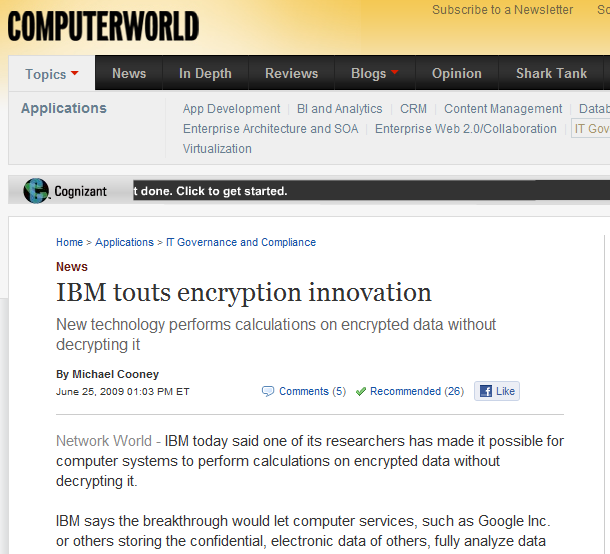 Subscribe to a Newsletter
COMPUTERWORLD
Topics News In Depth Reviews Blogs Opinion Shark Tank
Applications
App Development BI and Analytics CRM Content Management
Enterprise Architecture and SOA Enterprise Web 2.0/Collaboration IT
Virtualization
Cognizant t done. Click to get started.
Home > Applications > IT Governance and Compliance
News
IBM touts encryption innovation
New technology performs calculations on encrypted data without
decrypting it
By Michael Cooney
June 25, 2009 01:03 PM ET Comments (5) Recommended (26) Like
Network World - IBM today said one of its researchers has made it possible for
computer systems to perform calculations on encrypted data without
decrypting it.
IBM says the breakthrough would let computer services, such as Google Inc.
or others storing the confidential, electronic data of others, fully analyze data